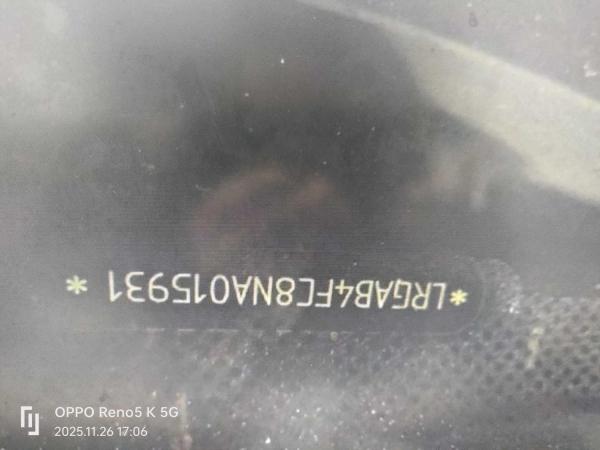 *LRGAB4FC8NA015931*
OPPO Reno5 K 5G
2025.11.26 17:06